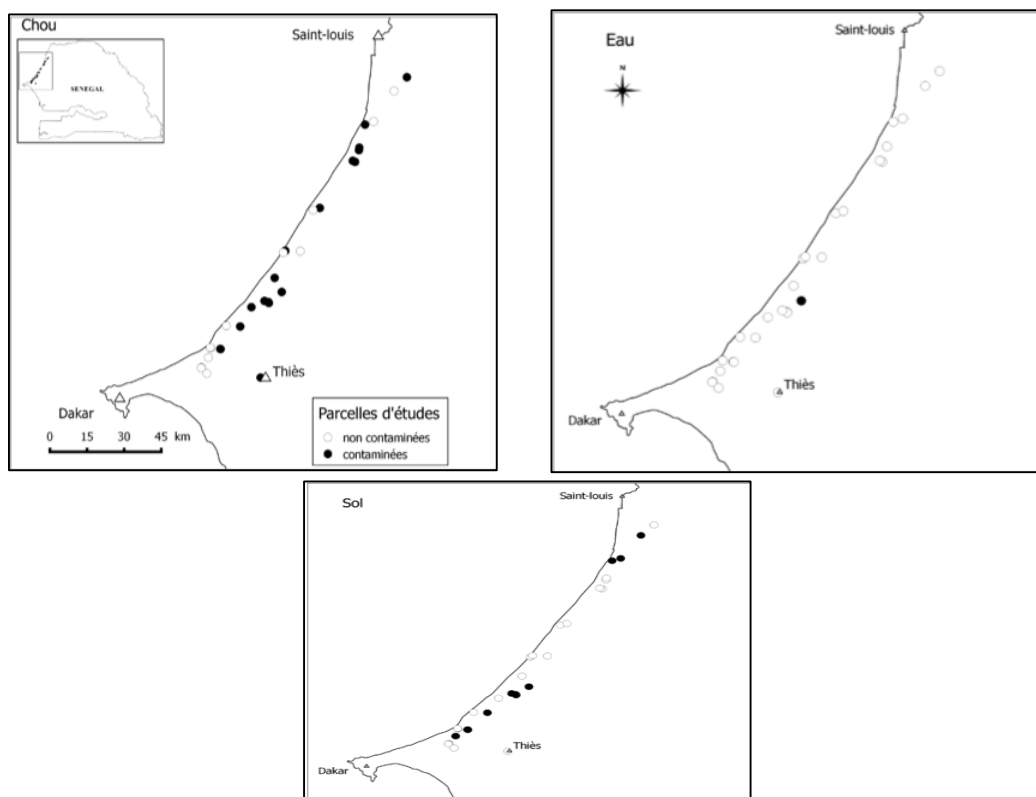 Chou
Saint-louis
SENEGAL
Thiès
Dakar
0 15 30 45 km
Parcelles d'études
non contaminées
contaminées
Eau
N
Saint-louis
Thiès
Dakar
Sol
Saint-louis
Thiès
Dakar